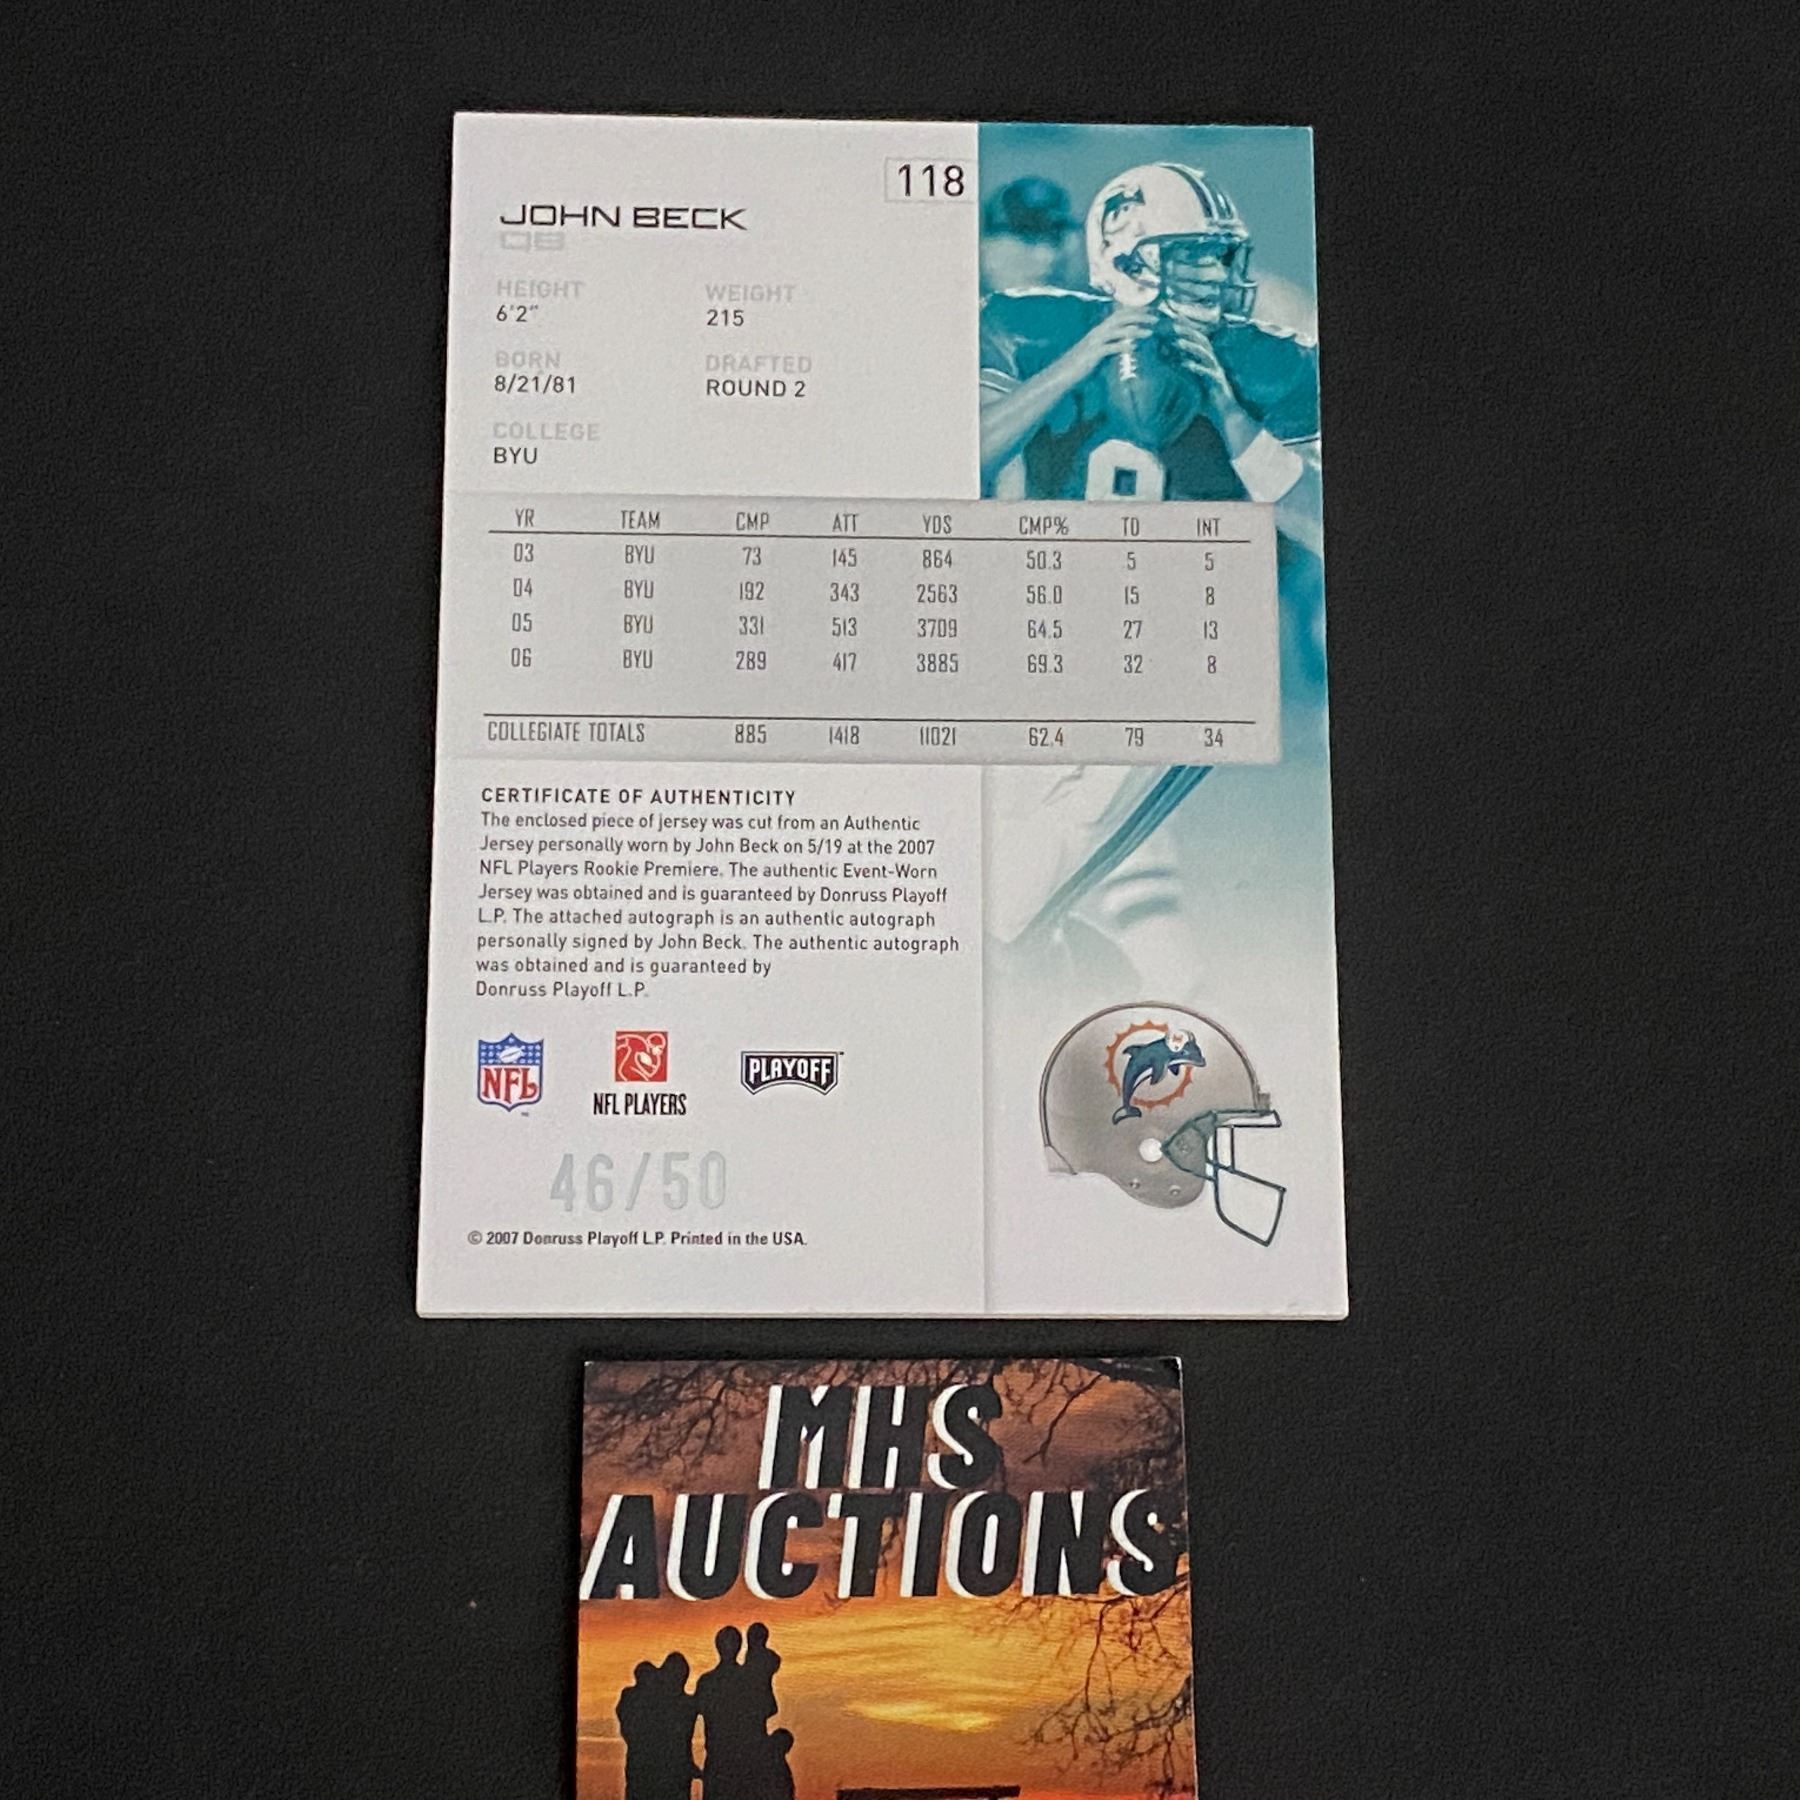 118
JOHN BECK
QB
HEIGHT WEIGHT
6'2" 215
BORN DRAFTED
8/21/81 ROUND 2
COLLEGE
BYU
YR TEAM CMP ATT YDS CMP% TD INT
03 BYU 73 145 864 50.3 5 5
04 BYU 192 343 2563 56.0 15 8
05 BYU 331 513 3709 64.5 27 13
06 BYU 289 417 3885 69.3 32 8
COLLEGIATE TOTALS 885 1418 11021 62.4 79 34
CERTIFICATE OF AUTHENTICITY
The enclosed piece of jersey was cut from an Authentic
Jersey personally worn by John Beck on 5/19 at the 2007
NFL Players Rookie Premiere. The authentic Event-Worn
Jersey was obtained and is guaranteed by Donruss Playoff
L.P. The attached autograph is an authentic autograph
personally signed by John Beck. The authentic autograph
was obtained and is guaranteed by
Donruss Playoff L.P.
NFL
NFL PLAYERS
PLAYOFF
46/50
© 2007 Donruss Playoff L.P. Printed in the USA.
MHS
AUCTIONS